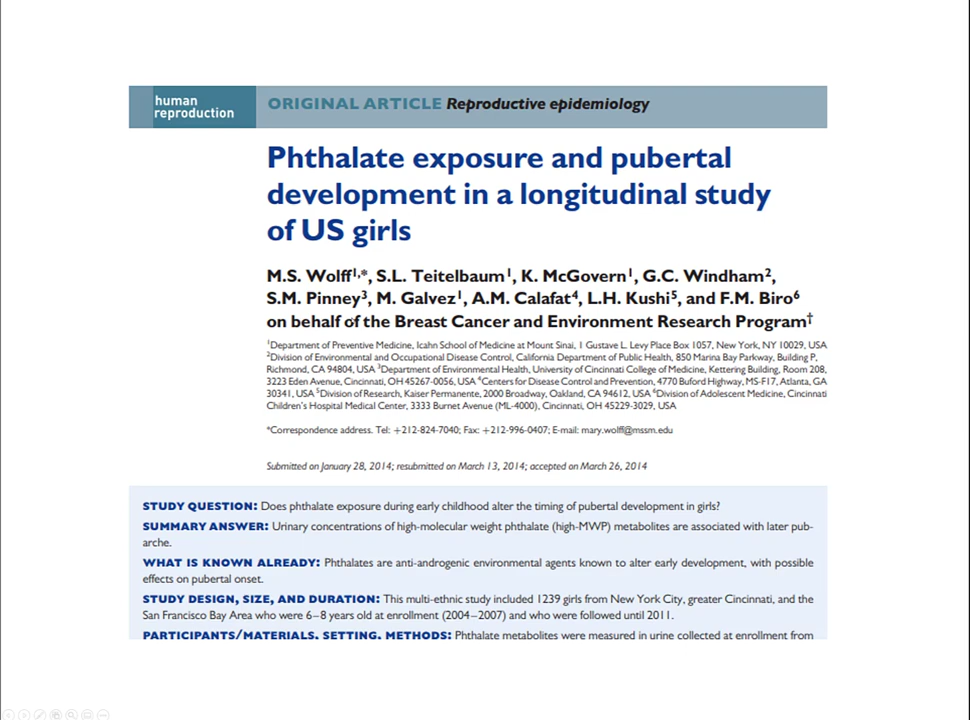 human
reproduction
ORIGINAL ARTICLE Reproductive epidemiology
Phthalate exposure and pubertal
development in a longitudinal study
of US girls
M.S. Wolff1,*, S.L. Teitelbaum1, K. McGovern1, G.C. Windham2,
S.M. Pinney3, M. Galvez1, A.M. Calafat4, L.H. Kushi5, and F.M. Biro6
on behalf of the Breast Cancer and Environment Research Program†
1Department of Preventive Medicine, Icahn School of Medicine at Mount Sinai, 1 Gustave L. Levy Place Box 1057, New York, NY 10029, USA
2Division of Environmental and Occupational Disease Control, California Department of Public Health, 850 Marina Bay Parkway, Building P,
Richmond, CA 94804, USA 3Department of Environmental Health, University of Cincinnati College of Medicine, Kettering Building, Room 208,
3223 Eden Avenue, Cincinnati, OH 45267-0056, USA 4Centers for Disease Control and Prevention, 4770 Buford Highway, MS-F17, Atlanta, GA
30341, USA 5Division of Research, Kaiser Permanente, 2000 Broadway, Oakland, CA 94612, USA 6Division of Adolescent Medicine, Cincinnati
Children's Hospital Medical Center, 3333 Burnet Avenue (ML-4000), Cincinnati, OH 45229-3029, USA
*Correspondence address. Tel: +212-824-7040; Fax: +212-996-0407; E-mail: mary.wolff@mssm.edu
Submitted on January 28, 2014; resubmitted on March 13, 2014; accepted on March 26, 2014
STUDY QUESTION: Does phthalate exposure during early childhood alter the timing of pubertal development in girls?
SUMMARY ANSWER: Urinary concentrations of high-molecular weight phthalate (high-MWP) metabolites are associated with later pub-
arche.
WHAT IS KNOWN ALREADY: Phthalates are anti-androgenic environmental agents known to alter early development, with possible
effects on pubertal onset.
STUDY DESIGN, SIZE, AND DURATION: This multi-ethnic study included 1239 girls from New York City, greater Cincinnati, and the
San Francisco Bay Area who were 6–8 years old at enrollment (2004–2007) and who were followed until 2011.
PARTICIPANTS/MATERIALS, SETTING, METHODS: Phthalate metabolites were measured in urine collected at enrollment from